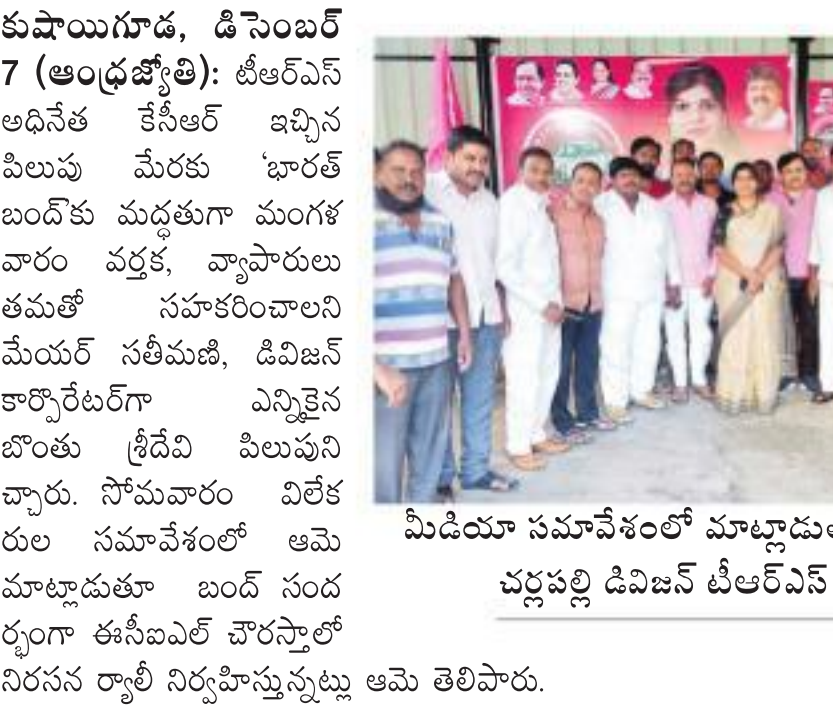 కుషాయిగూడ, డిసెంబర్
7 (ఆంధ్రజ్యోతి): టీఆర్ఎస్
అధినేత కేసీఆర్ ఇచ్చిన
పిలుపు మేరకు 'భారత్
బంద్'కు మద్ధతుగా మంగళ
వారం వర్తక, వ్యాపారులు
తమతో సహకరించాలని
మేయర్ సతీమణి, డివిజన్
కార్పొరేటర్‌గా ఎన్నికైన
బొంతు శ్రీదేవి పిలుపుని
చ్చారు. సోమవారం విలేక
రుల సమావేశంలో ఆమె
మాట్లాడుతూ బంద్ సంద
ర్భంగా ఈసీఐఎల్ చౌరస్తాలో
నిరసన ర్యాలీ నిర్వహిస్తున్నట్లు ఆమె తెలిపారు.
మీడియా సమావేశంలో
చర్లపల్లి డివిజన్ టీఆర్ఎస్